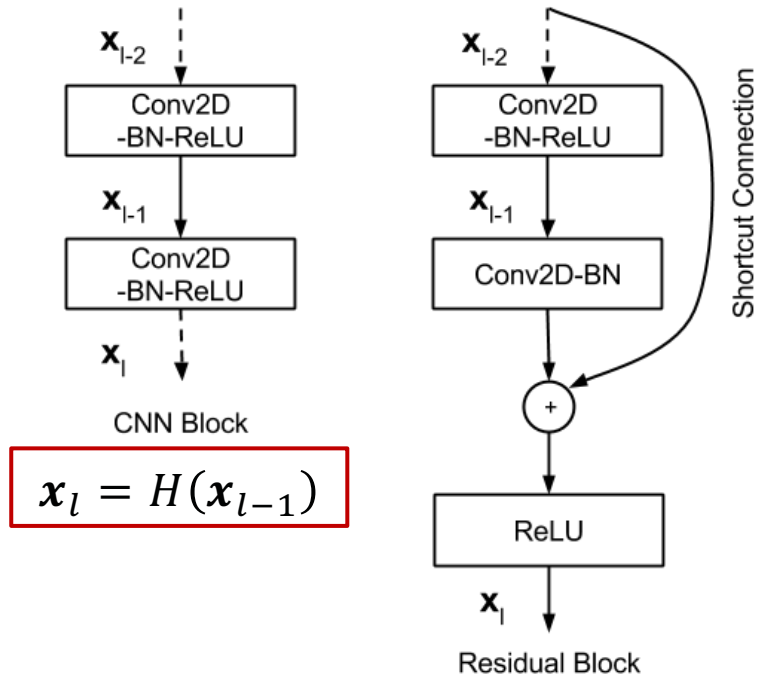 x_{l-2}
Conv2D
-BN-ReLU
x_{l-1}
Conv2D
-BN-ReLU
x_l
CNN Block
𝒙_l = H(𝒙_{l-1})
x_{l-2}
Conv2D
-BN-ReLU
x_{l-1}
Conv2D-BN
+
ReLU
x_l
Residual Block
Shortcut Connection